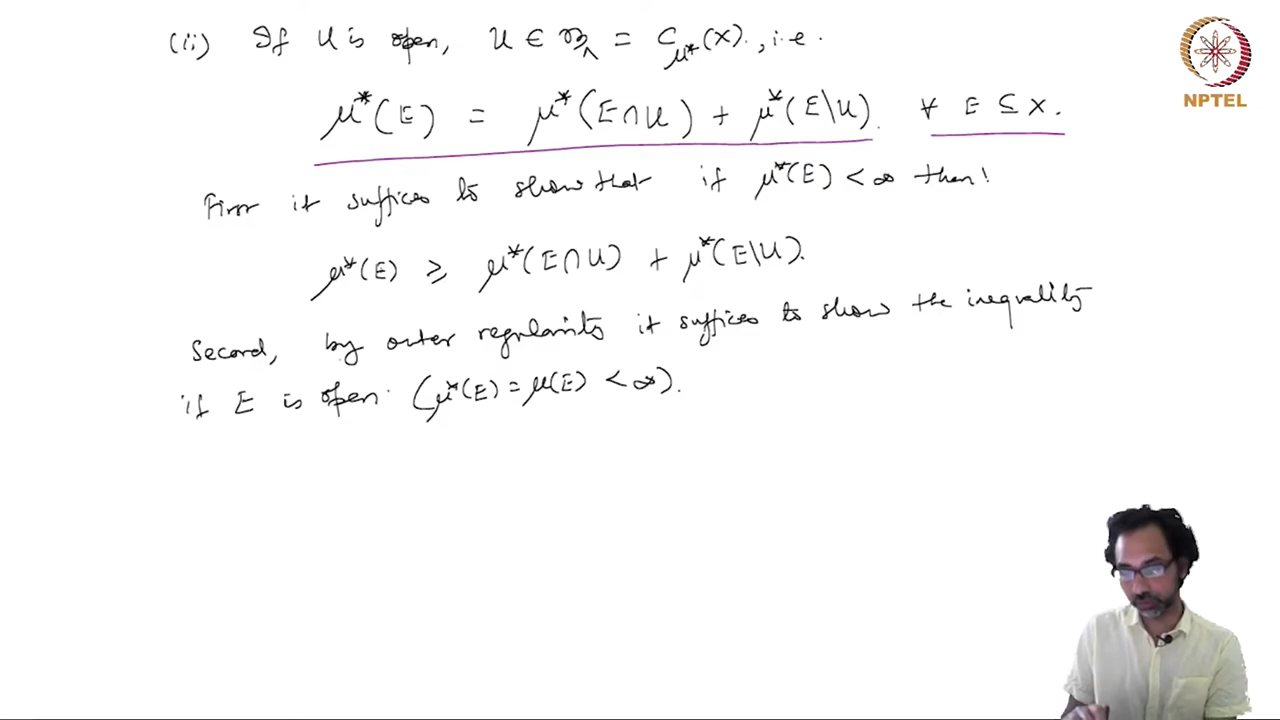 (ii) If U is open, U ∈ 𝔐_Λ = C_{μ*}(X)., i.e.
μ*(E) = μ*(E∩U) + μ*(E\U). ∀ E ⊆ X.
First it suffices to show that if μ*(E) < ∞ then:
μ*(E) ≥ μ*(E∩U) + μ*(E\U).
Second, by outer regularity it suffices to show the inequality
if E is open. (μ*(E) = μ(E) < ∞).
NPTEL